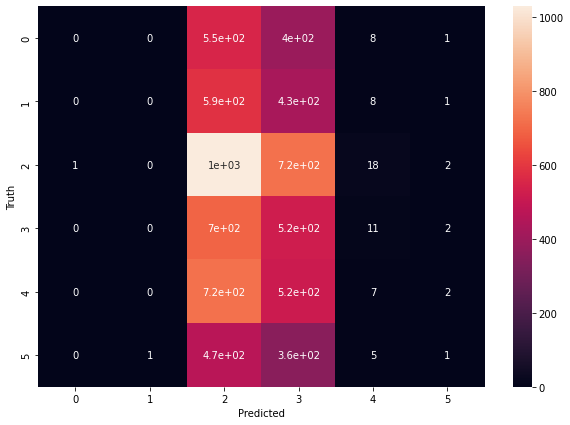 0 0 0 5.5e+02 4e+02 8 1
1 0 0 5.9e+02 4.3e+02 8 1
2 1 0 1e+03 7.2e+02 18 2
3 0 0 7e+02 5.2e+02 11 2
4 0 0 7.2e+02 5.2e+02 7 2
5 0 1 4.7e+02 3.6e+02 5 1
0 1 2 3 4 5
Predicted
Truth
1000
800
600
400
200
0